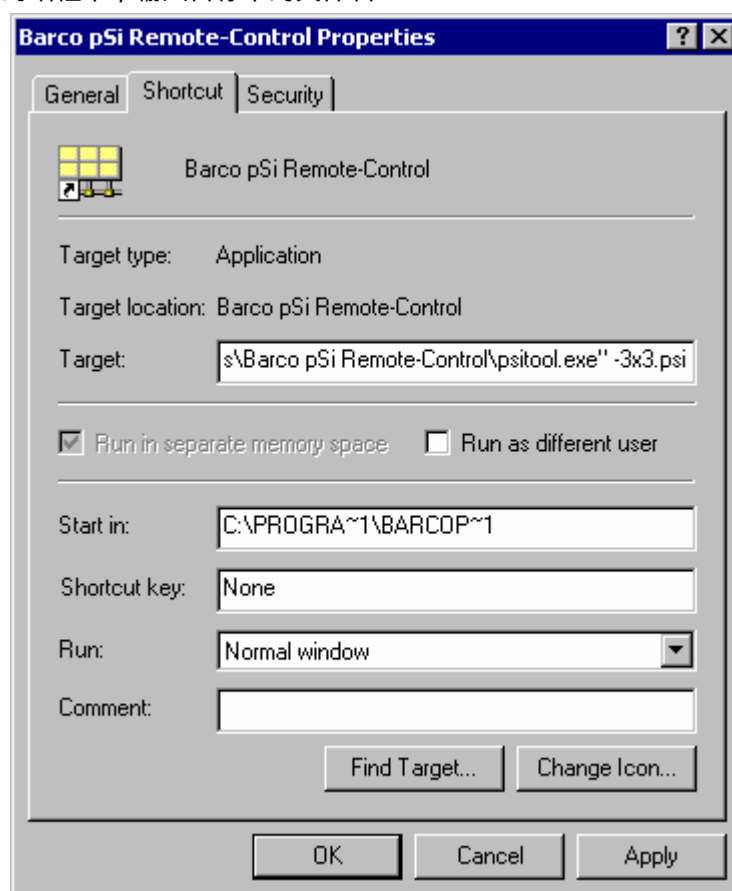 Barco pSi Remote-Control Properties
General Shortcut Security
Barco pSi Remote-Control
Target type: Application
Target location: Barco pSi Remote-Control
Target: s\Barco pSi Remote-Control\psitool.exe" -3x3.psi
Run in separate memory space Run as different user
Start in: C:\PROGRA~1\BARCOP~1
Shortcut key: None
Run: Normal window
Comment:
Find Target... Change Icon...
OK Cancel Apply